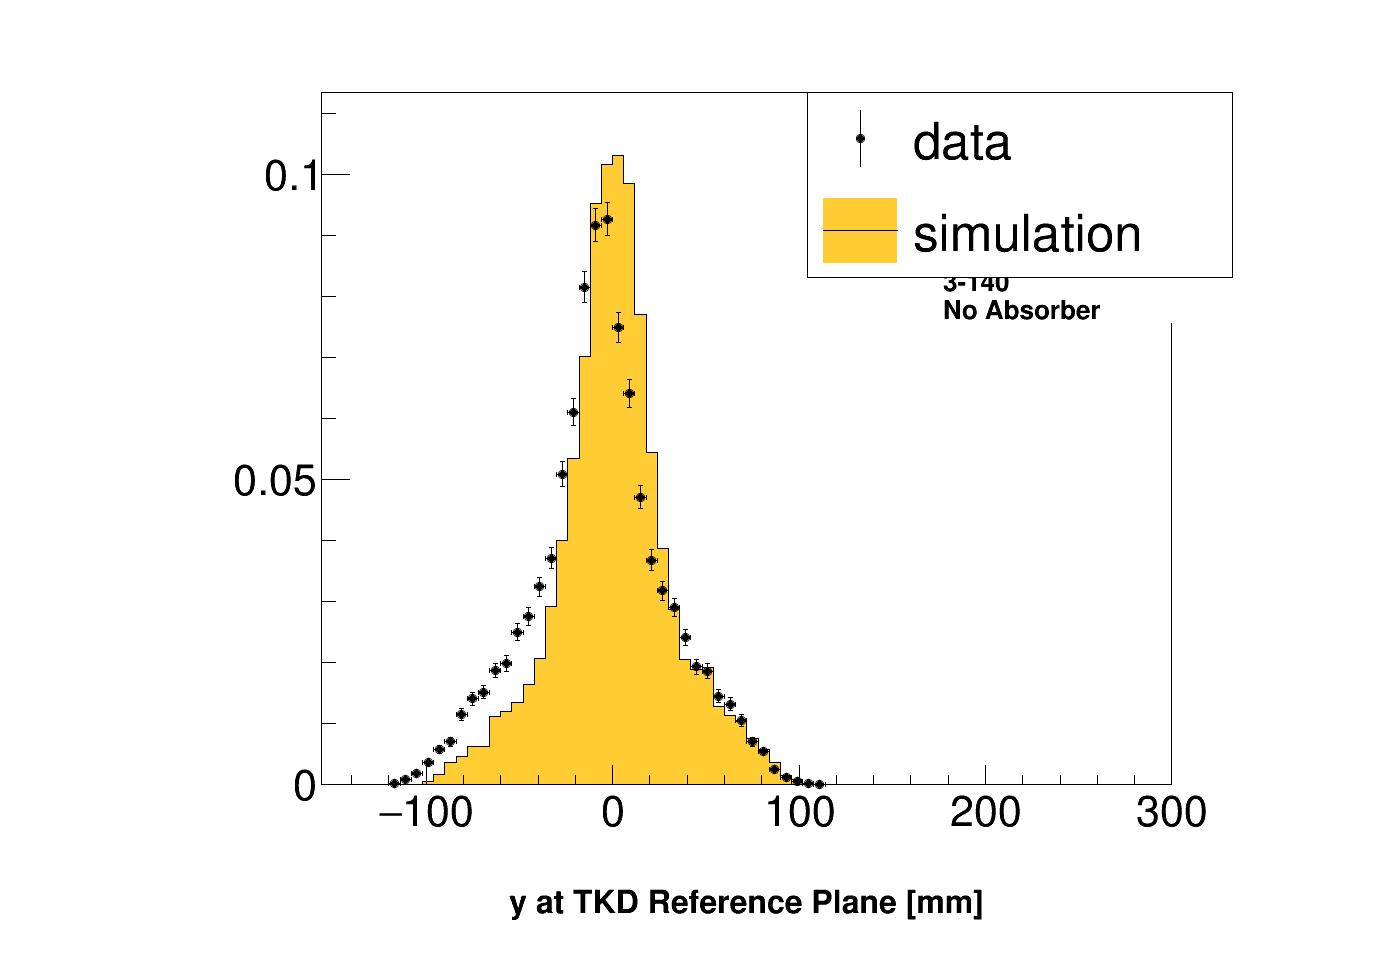 data
simulation
3-140
No Absorber
0.1
0.05
0
−100 0 100 200 300
y at TKD Reference Plane [mm]